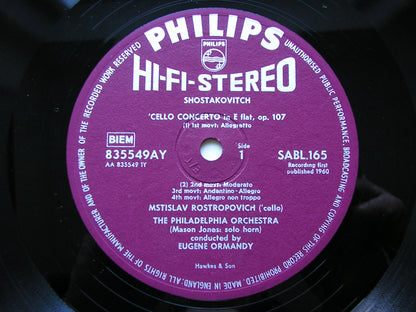 PHILIPS
PHILIPS
HI-FI-STEREO
SHOSTAKOVITCH
'CELLO CONCERTO in E flat, op. 107
(1) 1st movt: Allegretto
BIEM
835549AY
AA 835549 1Y
Side
1
SABL.165
Recording first
published 1960
(2) 2nd movt: Moderato
3rd movt: Andantino - Allegro
4th movt: Allegro non troppo
MSTISLAV ROSTROPOVICH ('cello)
THE PHILADELPHIA ORCHESTRA
(Mason Jones: solo horn)
conducted by
EUGENE ORMANDY
Hawkes & Son
ALL RIGHTS OF THE MANUFACTURER AND OF THE OWNER OF THE RECORDED WORK RESERVED
UNAUTHORISED PUBLIC PERFORMANCE, BROADCASTING AND COPYING OF THIS RECORD PROHIBITED. MADE IN ENGLAND.